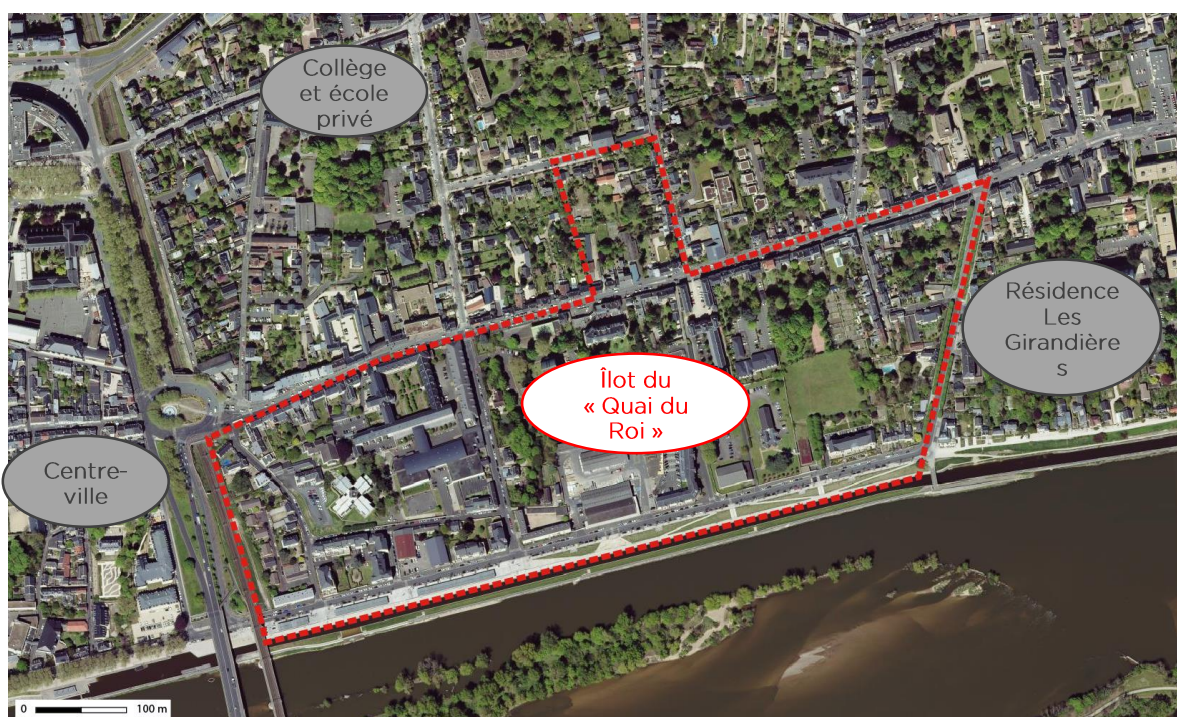 Collège
et école
privé
Résidence
Les
Girandière
s
Îlot du
« Quai du
Roi »
Centre-
ville
0 100 m